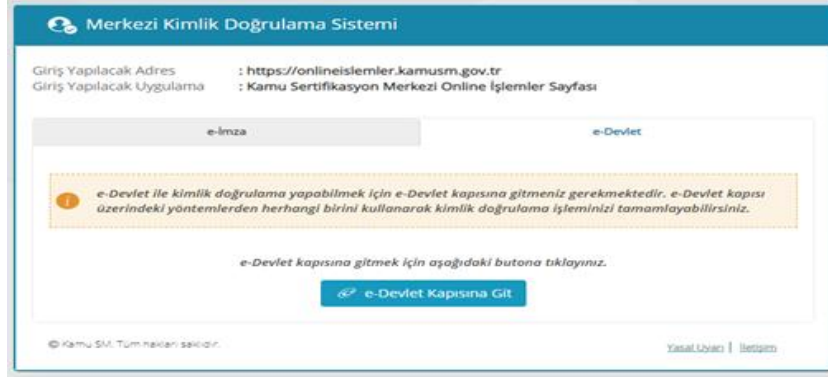 Merkezi Kimlik Doğrulama Sistemi
Giriş Yapılacak Adres : https://onlineislemler.kamusm.gov.tr
Giriş Yapılacak Uygulama : Kamu Sertifikasyon Merkezi Online İşlemler Sayfası
e-İmza e-Devlet
e-Devlet ile kimlik doğrulama yapabilmek için e-Devlet kapısına gitmeniz gerekmektedir. e-Devlet kapısı
üzerindeki yöntemlerden herhangi birini kullanarak kimlik doğrulama işleminizi tamamlayabilirsiniz.
e-Devlet kapısına gitmek için aşağıdaki butona tıklayınız.
e-Devlet Kapısına Git
© Kamu SM. Tüm hakları saklıdır. Yasal Uyarı | İletişim